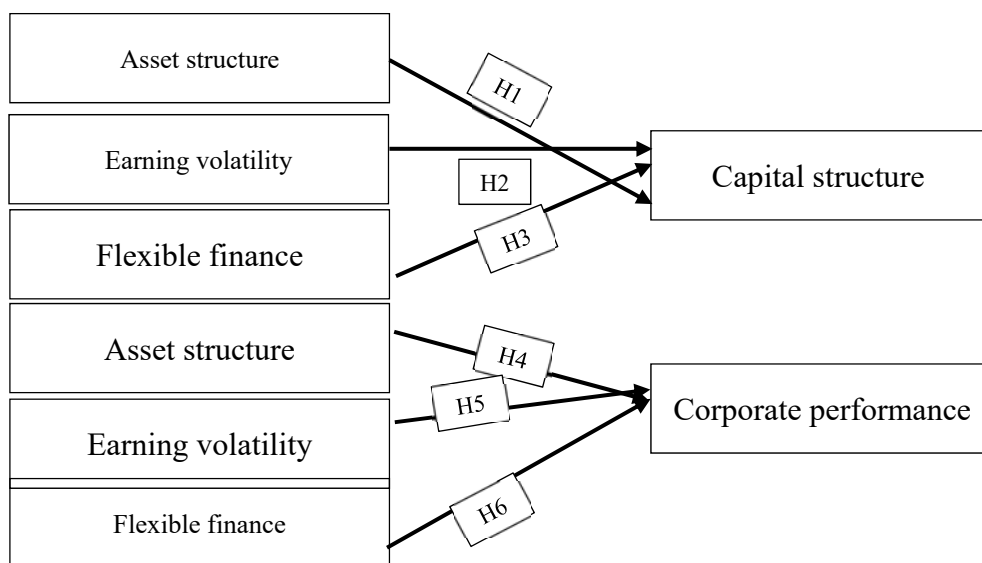 Asset structure
H1
Earning volatility
Capital structure
H2
Flexible finance
H3
Asset structure
H4
Corporate performance
H5
Earning volatility
H6
Flexible finance